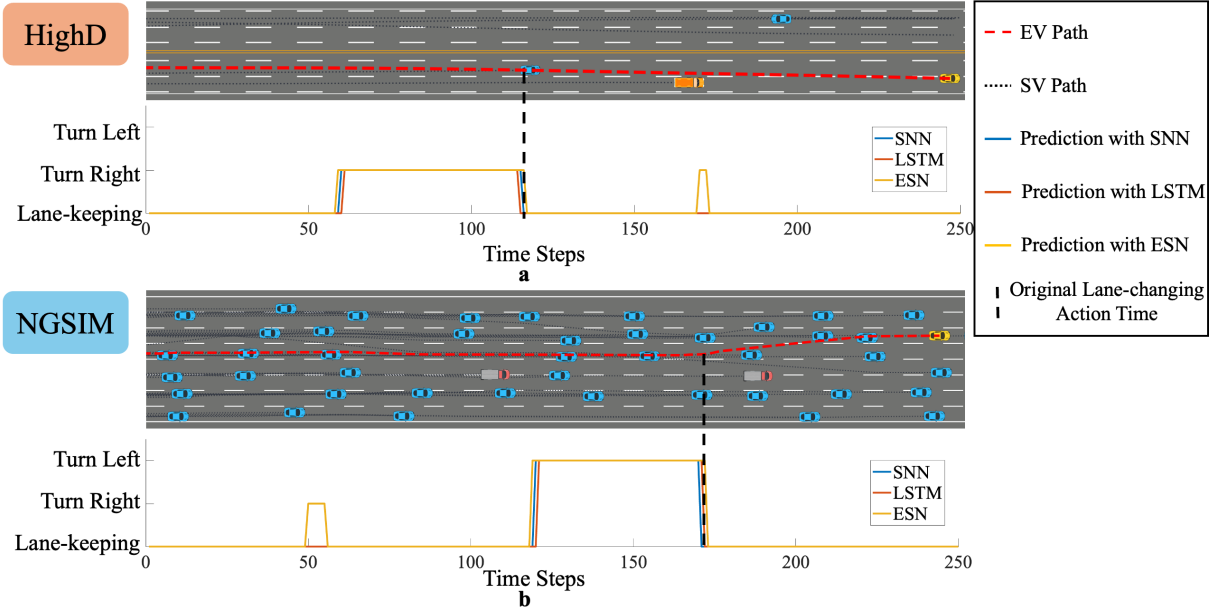 HighD
Turn Left
Turn Right
Lane-keeping
SNN
LSTM
ESN
0
50
100
150
200
250
Time Steps
a
NGSIM
Turn Left
Turn Right
Lane-keeping
SNN
LSTM
ESN
0
50
100
150
200
250
Time Steps
b
EV Path
SV Path
Prediction with SNN
Prediction with LSTM
Prediction with ESN
Original Lane-changing
Action Time